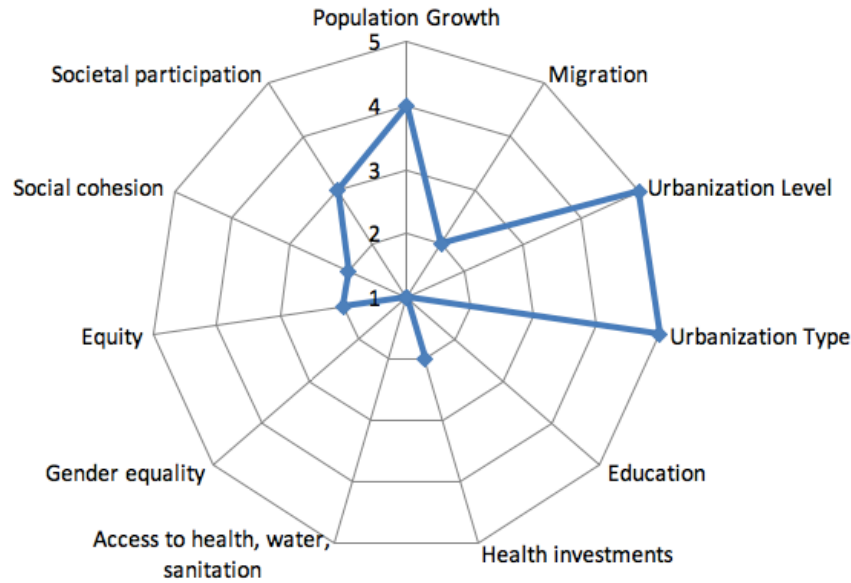 Population Growth
5
4
3
2
1
Migration
Urbanization Level
Urbanization Type
Education
Health investments
Access to health, water,
sanitation
Gender equality
Equity
Social cohesion
Societal participation